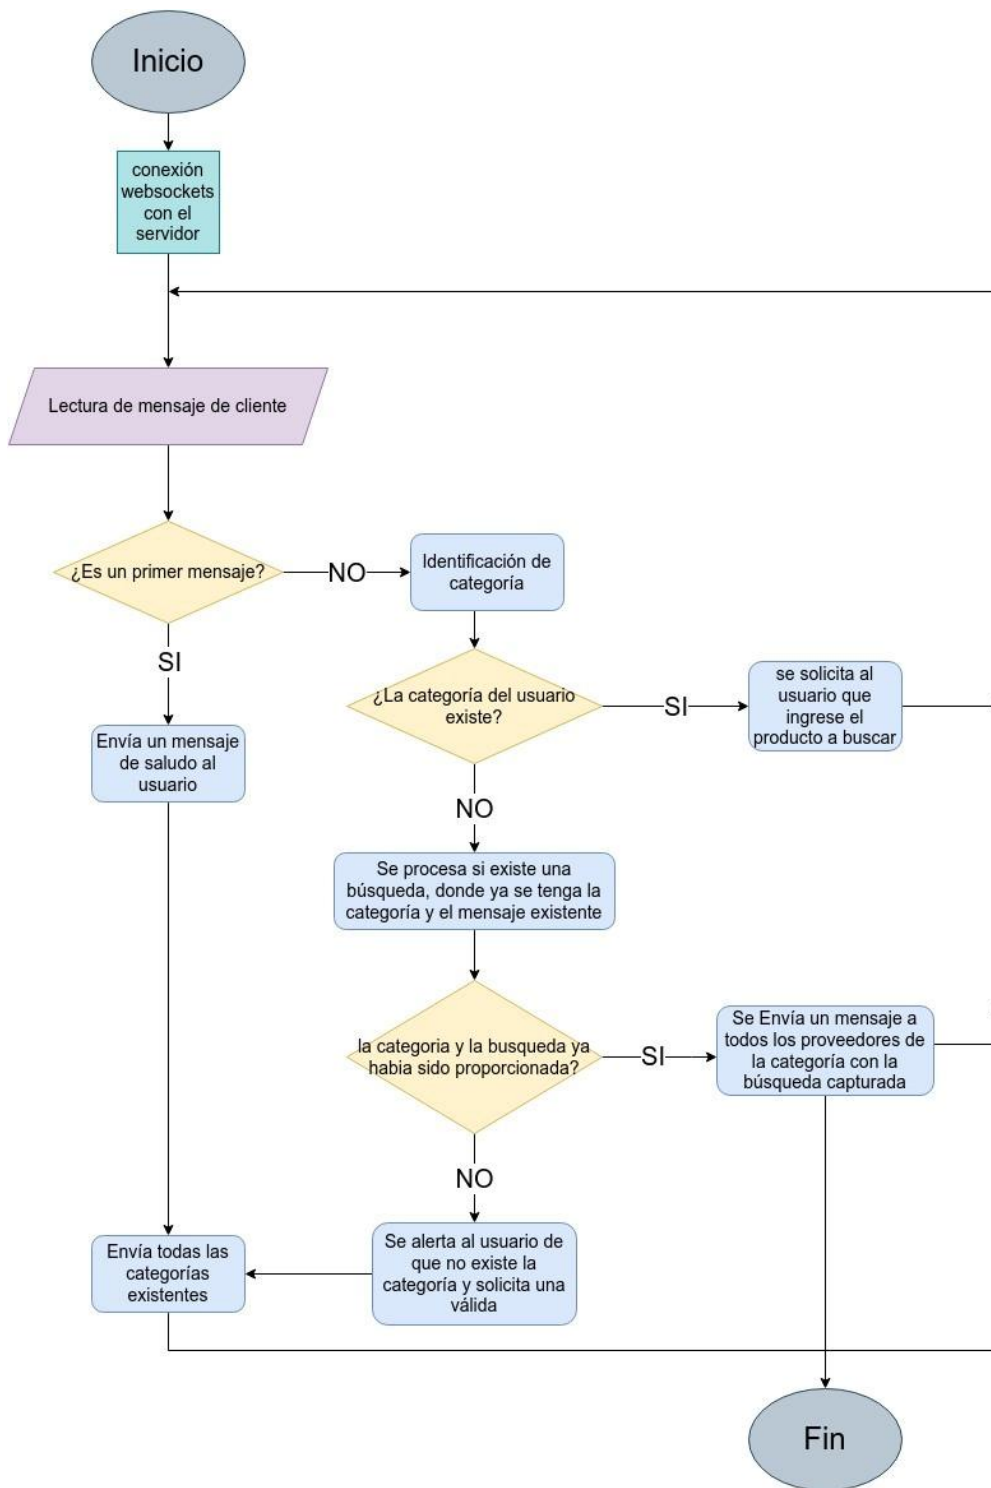 Inicio
conexión
websockets
con el
servidor
Lectura de mensaje de cliente
¿Es un primer mensaje?
NO
Identificación de
categoría
SI
¿La categoría del usuario
existe?
SI
se solicita al
usuario que
ingrese el
producto a buscar
Envía un mensaje
de saludo al
usuario
NO
Se procesa si existe una
búsqueda, donde ya se tenga la
categoría y el mensaje existente
la categoria y la busqueda ya
habia sido proporcionada?
SI
Se Envía un mensaje a
todos los proveedores de
la categoría con la
búsqueda capturada
NO
Se alerta al usuario de
que no existe la
categoría y solicita una
válida
Envía todas las
categorías
existentes
Fin